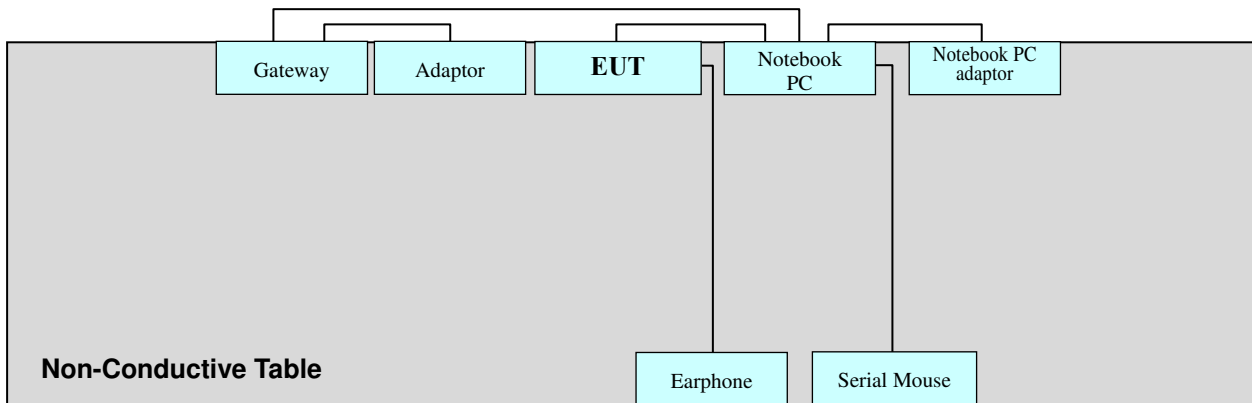 Gateway
Adaptor
EUT
Notebook
PC
Notebook PC
adaptor
Non-Conductive Table
Earphone
Serial Mouse